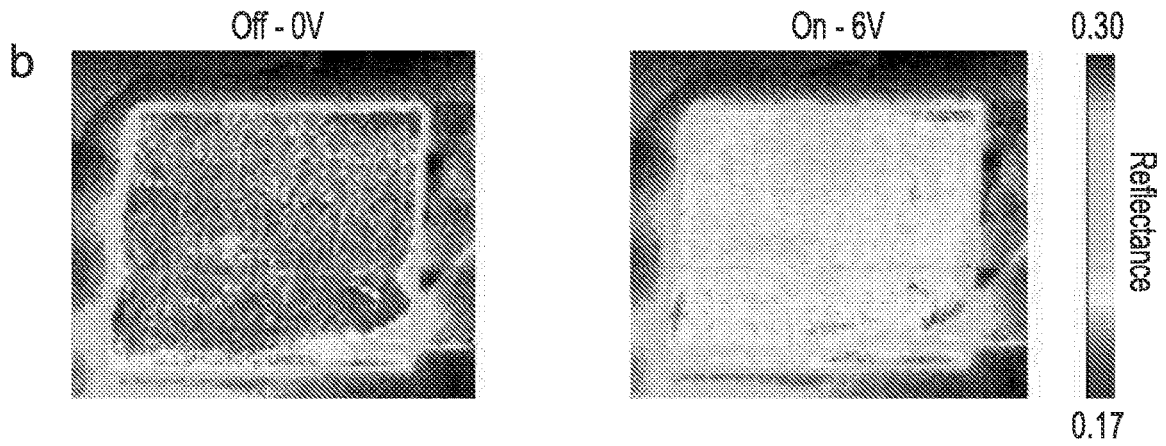 b
Off - 0V
On - 6V
0.30
Reflectance
0.17